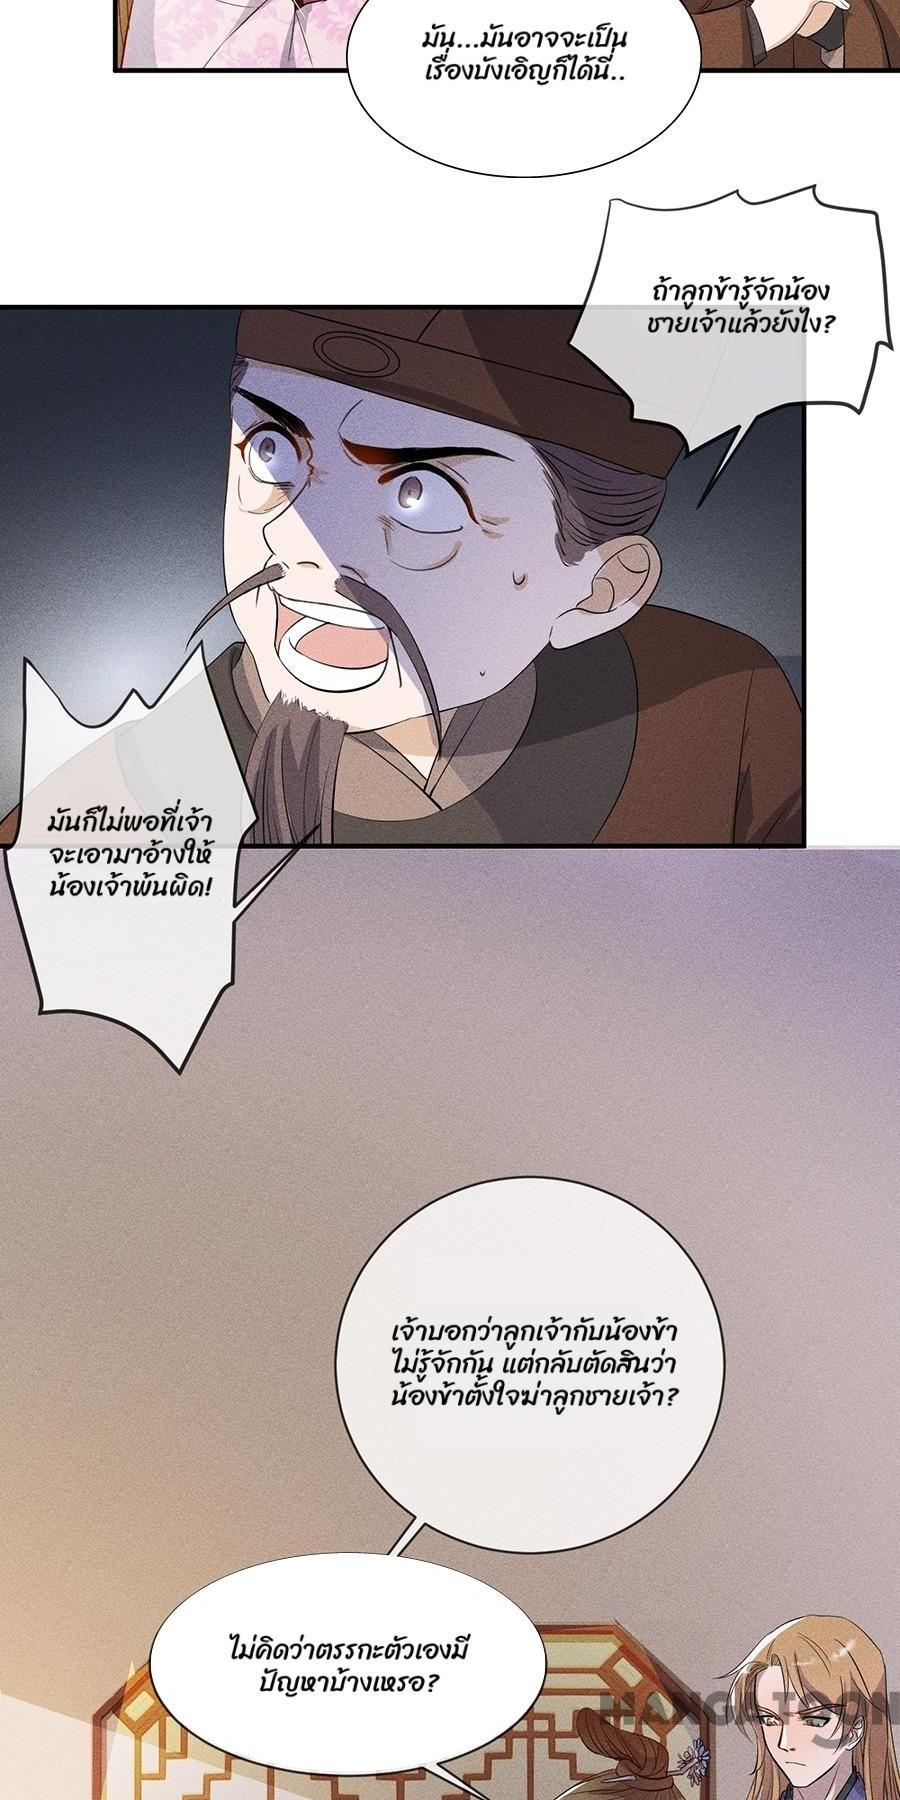 มัน...มันอาจจะเป็น
เรื่องบังเอิญก็ได้นี่..
ถ้าลูกข้ารู้จักน้อง
ชายเจ้าแล้วยังไง?
มันก็ไม่พอที่เจ้า
จะเอามาอ้างให้
น้องเจ้าพ้นผิด!
เจ้าบอกว่าลูกเจ้ากับน้องข้า
ไม่รู้จักกัน แต่กลับตัดสินว่า
น้องข้าตั้งใจฆ่าลูกชายเจ้า?
ไม่คิดว่าตรรกะตัวเองมี
ปัญหาบ้างเหรอ?
MANGATOON